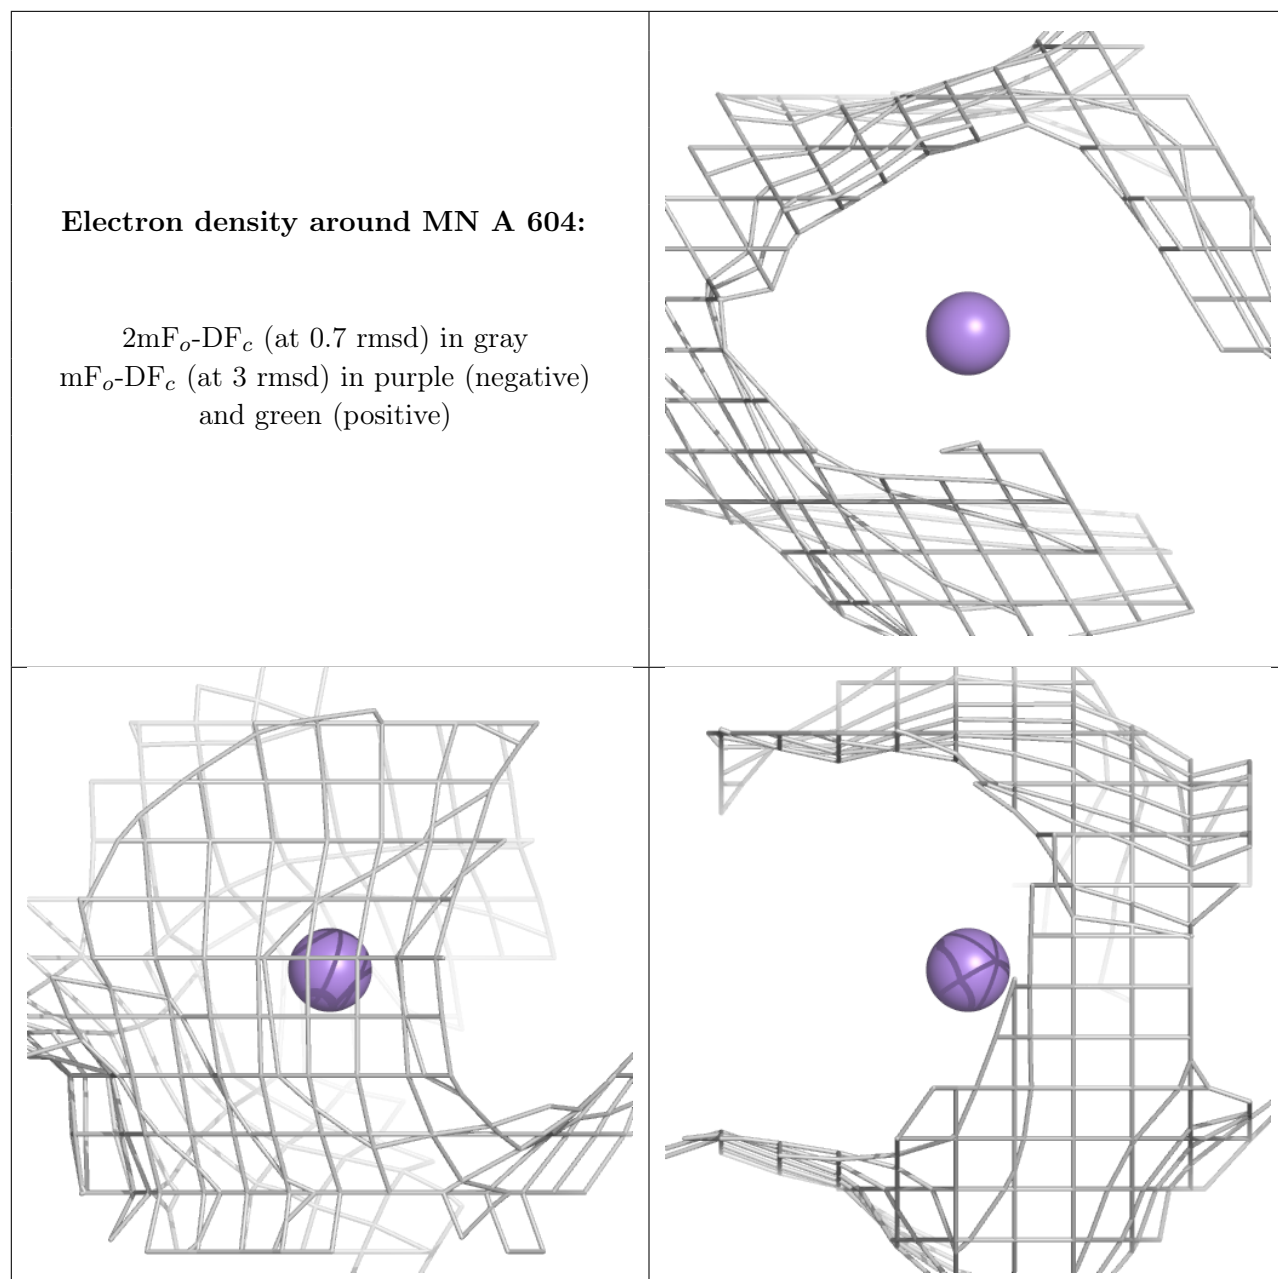 Electron density around MN A 604:
2mFo-DFc (at 0.7 rmsd) in gray
mFo-DFc (at 3 rmsd) in purple (negative)
and green (positive)